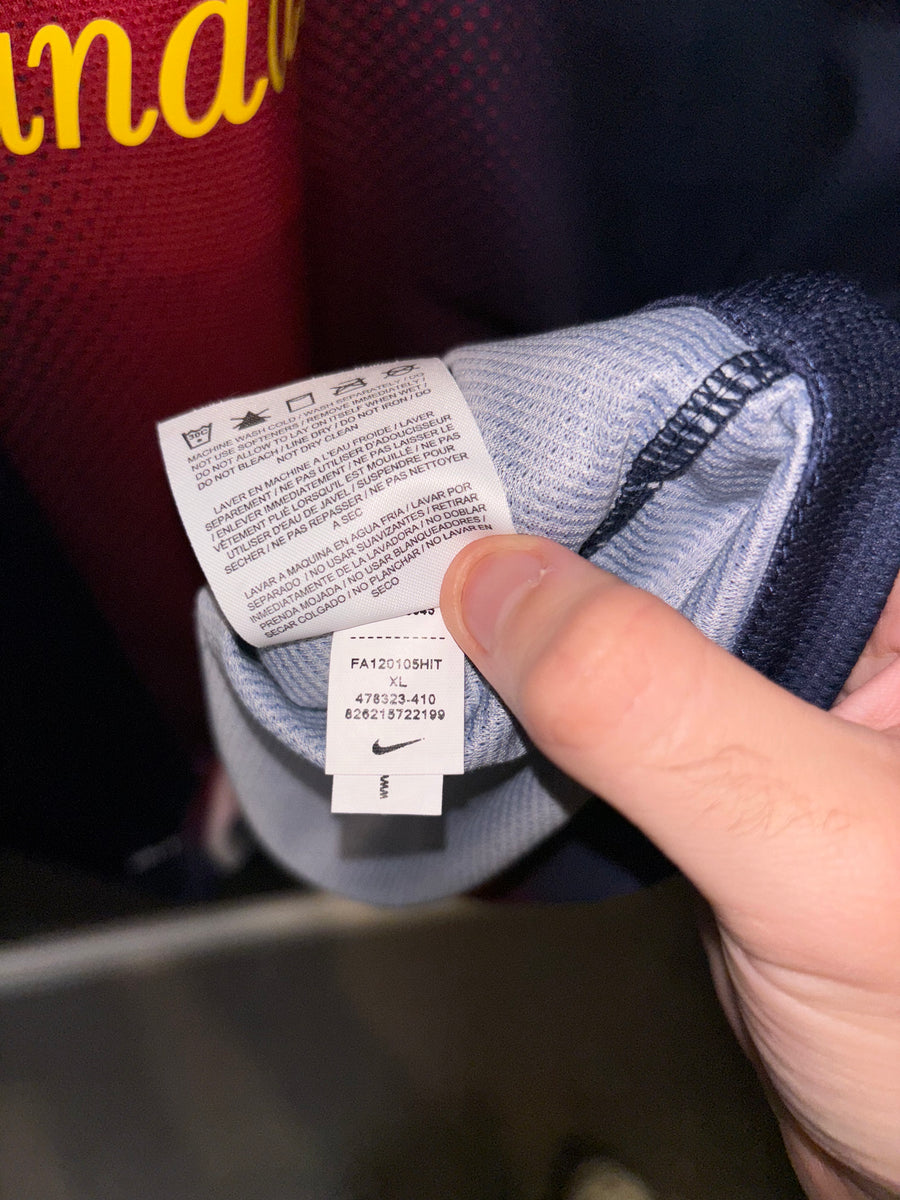 and
30C
MACHINE WASH COLD / WASH SEPARATELY / DO
NOT USE SOFTENERS / REMOVE IMMEDIATELY /
DO NOT ALLOW TO LAY ON ITSELF WHEN WET /
DO NOT BLEACH / LINE DRY / DO NOT IRON / DO
NOT DRY CLEAN
LAVER EN MACHINE A L'EAU FROIDE / LAVER
SEPAREMENT / NE PAS UTILISER D'ADOUCISSEUR
/ ENLEVER IMMEDIATEMENT / NE PAS LAISSER LE
VÊTEMENT PLIÉ LORSQU'IL EST MOUILLÉ / NE PAS
UTILISER D'EAU DE JAVEL / SUSPENDRE POUR
SECHER / NE PAS REPASSER / NE PAS NETTOYER
A SEC
LAVAR A MAQUINA EN AGUA FRIA / LAVAR POR
SEPARADO / NO USAR SUAVIZANTES / RETIRAR
INMEDIATAMENTE DE LA LAVADORA / NO DOBLAR
PRENDA MOJADA / NO USAR BLANQUEADORES /
SECAR COLGADO / NO PLANCHAR / NO LAVAR EN
SECO
FA120105HIT
XL
478323-410
826215722199